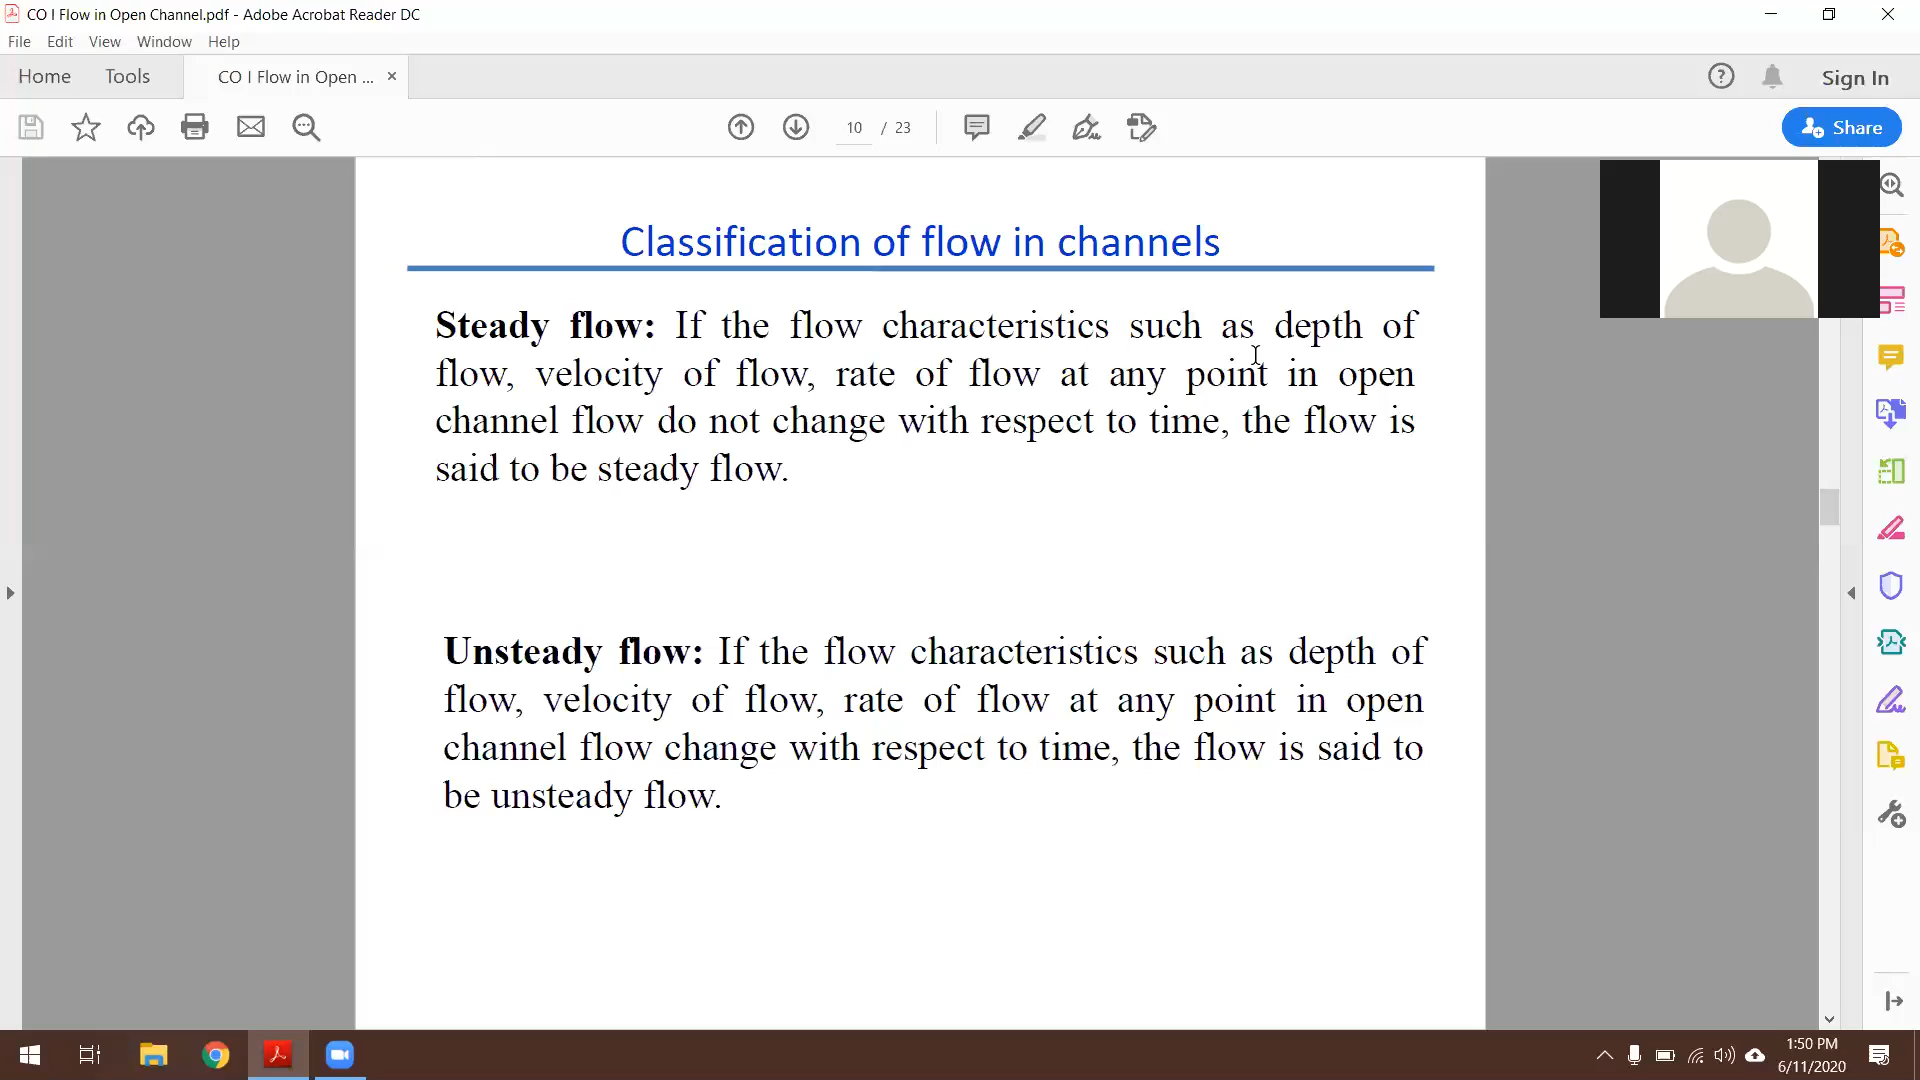 CO I Flow in Open Channel.pdf - Adobe Acrobat Reader DC
File Edit View Window Help
Home Tools CO I Flow in Open ... × Sign In
10 / 23 Share
Classification of flow in channels
Steady flow: If the flow characteristics such as depth of
flow, velocity of flow, rate of flow at any point in open
channel flow do not change with respect to time, the flow is
said to be steady flow.
Unsteady flow: If the flow characteristics such as depth of
flow, velocity of flow, rate of flow at any point in open
channel flow change with respect to time, the flow is said to
be unsteady flow.
1:50 PM
6/11/2020